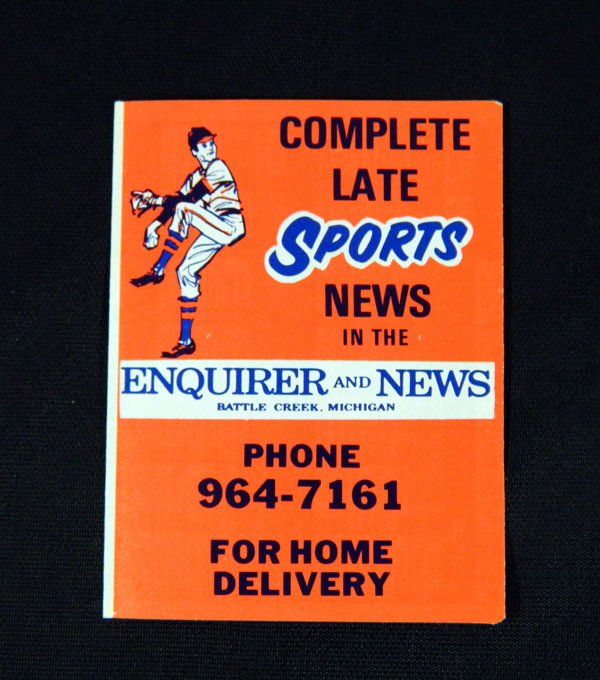 COMPLETE
LATE
SPORTS
NEWS
IN THE
ENQUIRER AND NEWS
BATTLE CREEK, MICHIGAN
PHONE
964-7161
FOR HOME
DELIVERY